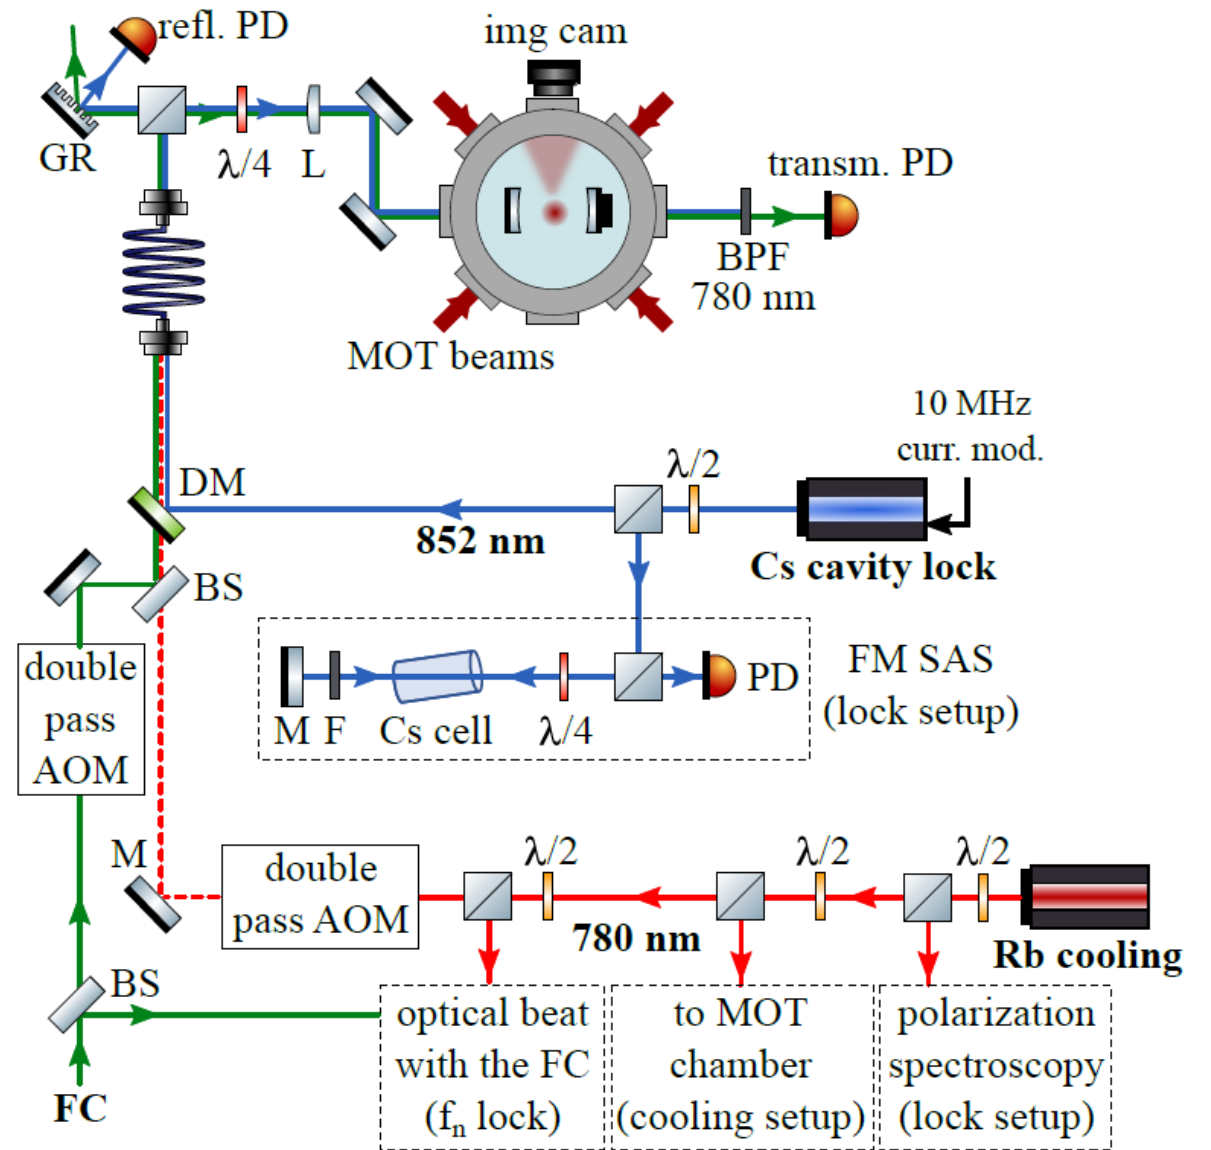 refl. PD
img cam
GR
λ/4
L
transm. PD
BPF
780 nm
MOT beams
10 MHz
curr. mod.
λ/2
DM
852 nm
Cs cavity lock
BS
double
pass
AOM
M
F
Cs cell
λ/4
PD
FM SAS
(lock setup)
M
double
pass AOM
λ/2
λ/2
λ/2
780 nm
Rb cooling
BS
optical beat
with the FC
(fn lock)
to MOT
chamber
(cooling setup)
polarization
spectroscopy
(lock setup)
FC